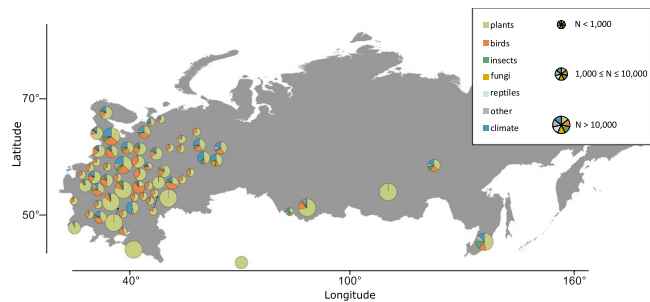 plants
birds
insects
fungi
reptiles
other
climate
N < 1,000
1,000 ≤ N ≤ 10,000
N > 10,000
70°
50°
Latitude
40°
100°
160°
Longitude